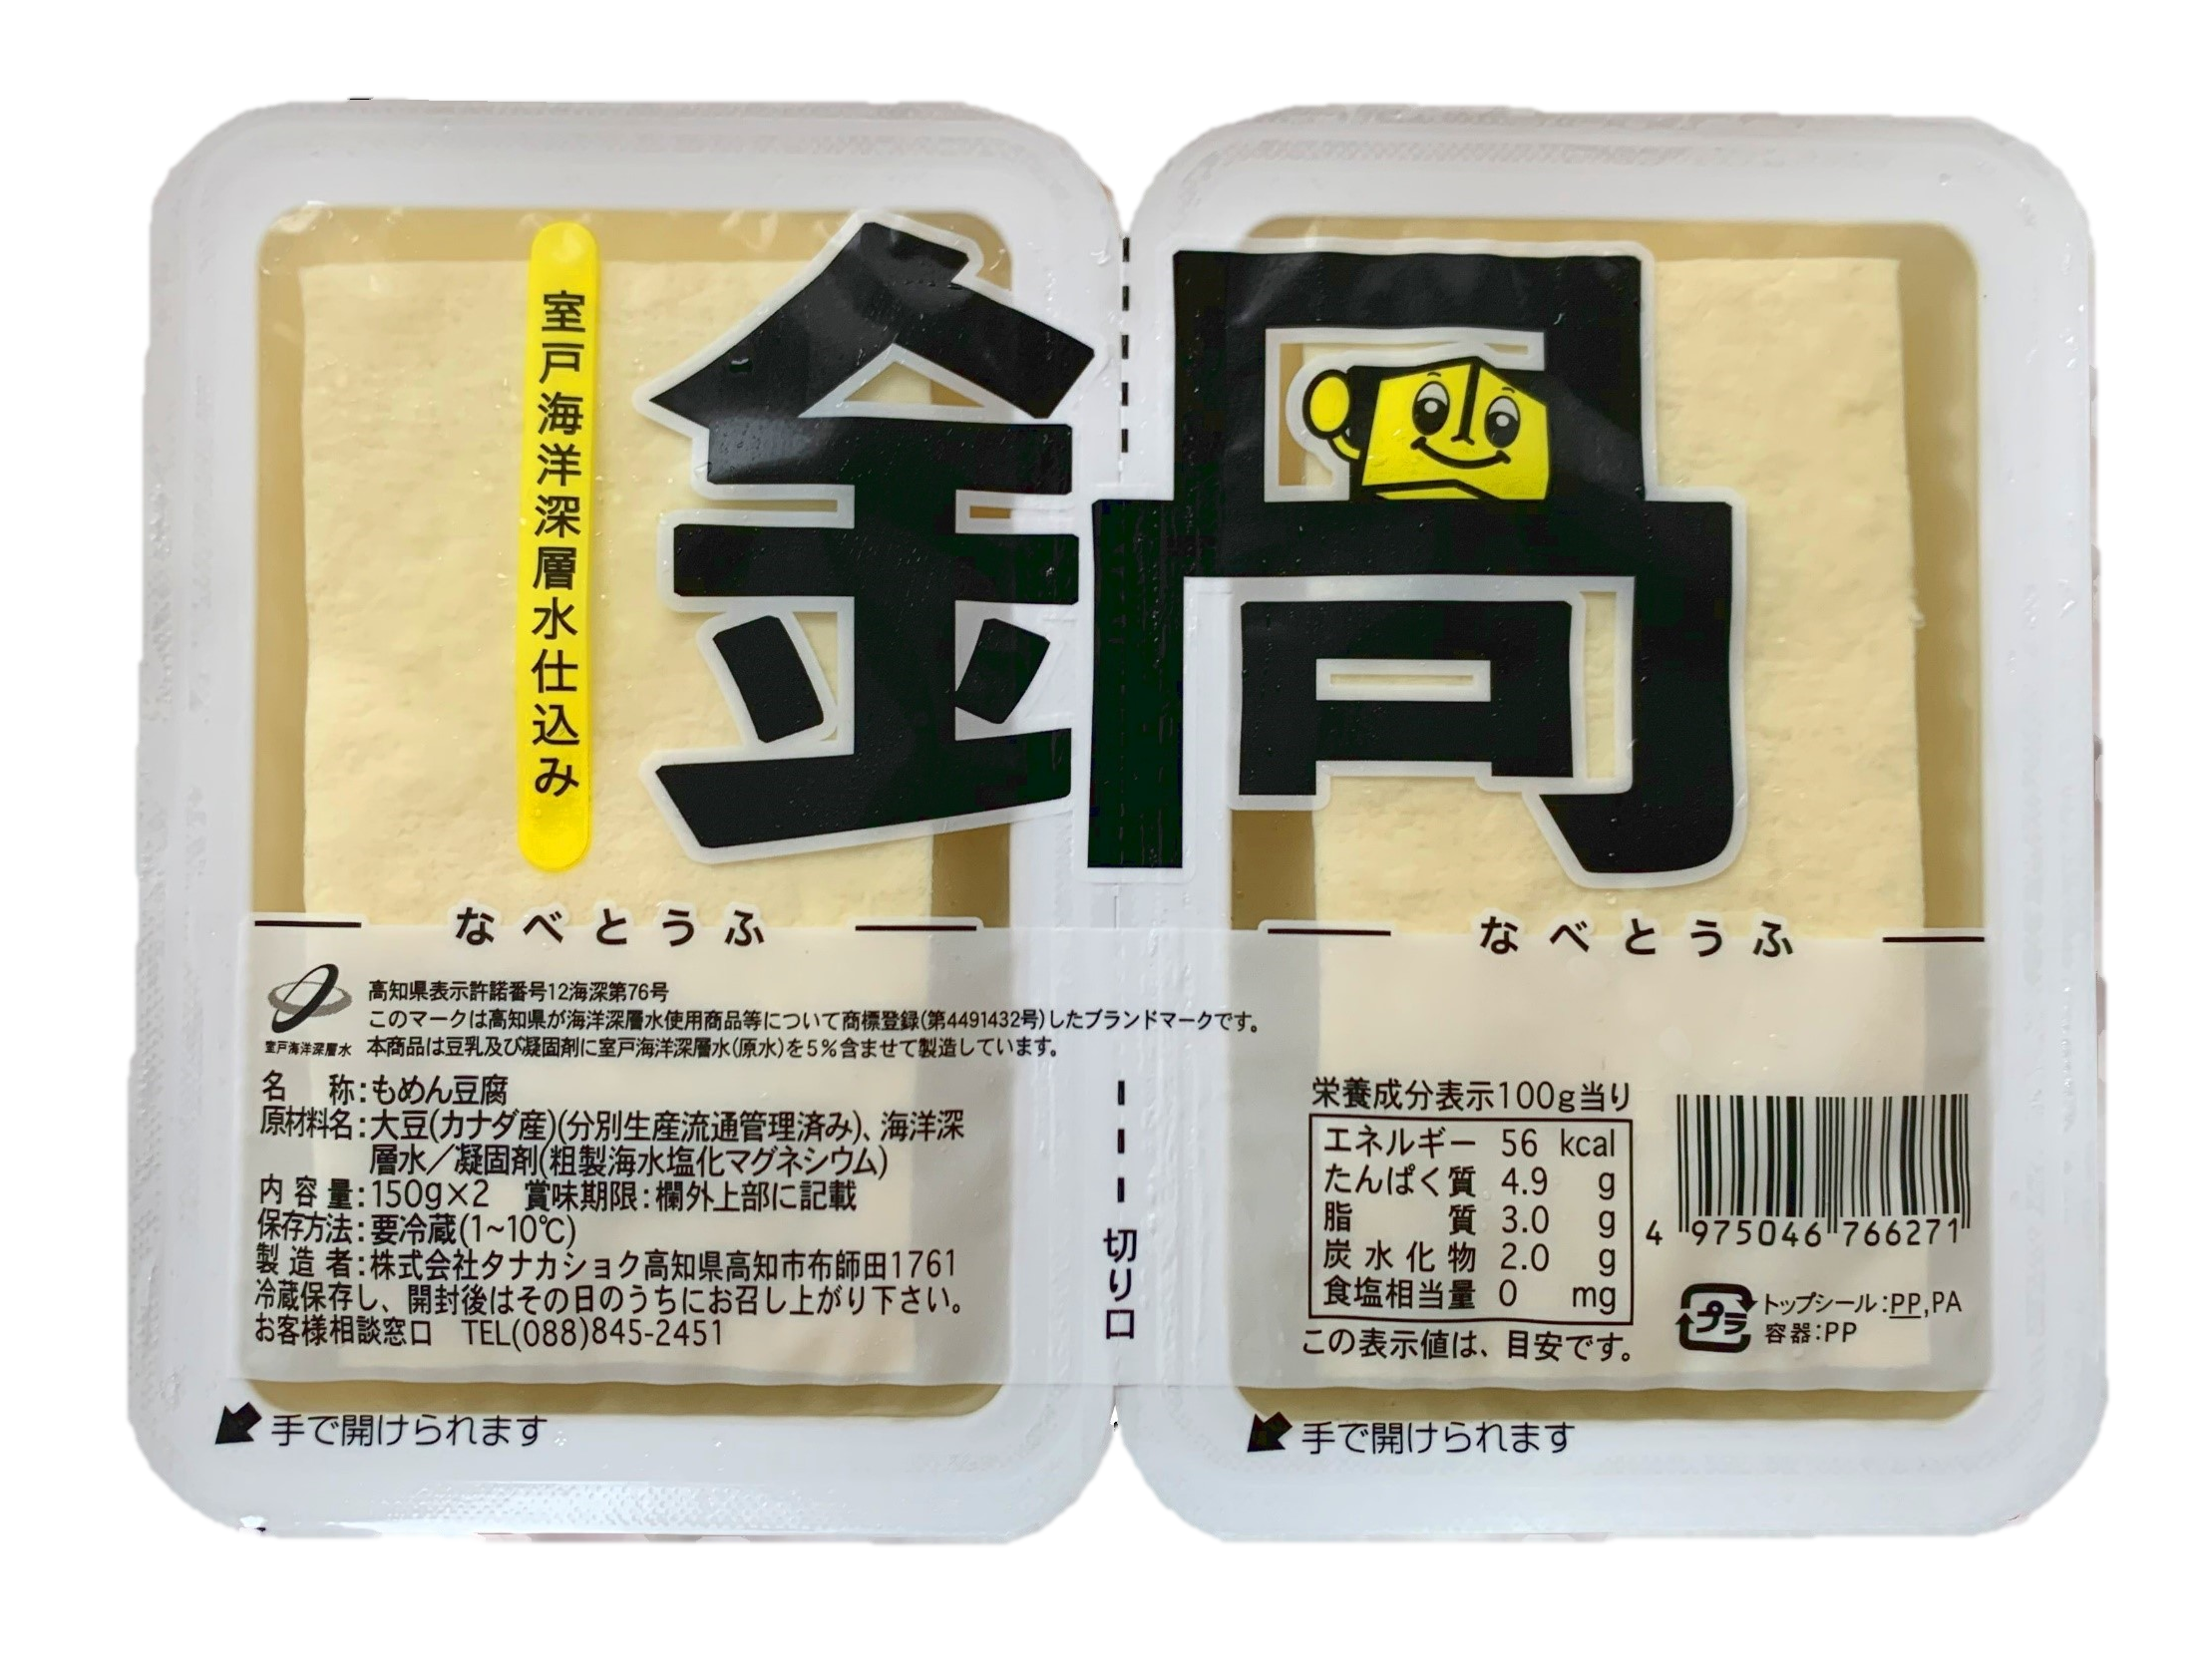 室戸海洋深層水仕込み
鍋
なべとうふ
なべとうふ
室戸海洋深層水
高知県表示許諾番号12海深第76号
このマークは高知県が海洋深層水使用商品等について商標登録(第4491432号)したブランドマークです。
本商品は豆乳及び凝固剤に室戸海洋深層水(原水)を5%含ませて製造しています。
名　称:もめん豆腐
原材料名:大豆(カナダ産)(分別生産流通管理済み)、海洋深
層水／凝固剤(粗製海水塩化マグネシウム)
内容量:150g×2　賞味期限:欄外上部に記載
保存方法:要冷蔵(1~10℃)
製造者:株式会社タナカショク高知県高知市布師田1761
冷蔵保存し、開封後はその日のうちにお召し上がり下さい。
お客様相談窓口　TEL(088)845-2451
切り口
栄養成分表示100g当り
エネルギー 56 kcal
たんぱく質 4.9 g
脂質 3.0 g
炭水化物 2.0 g
食塩相当量 0 mg
この表示値は、目安です。
4 975046 766271
プラ
トップシール:PP,PA
容器:PP
手で開けられます
手で開けられます